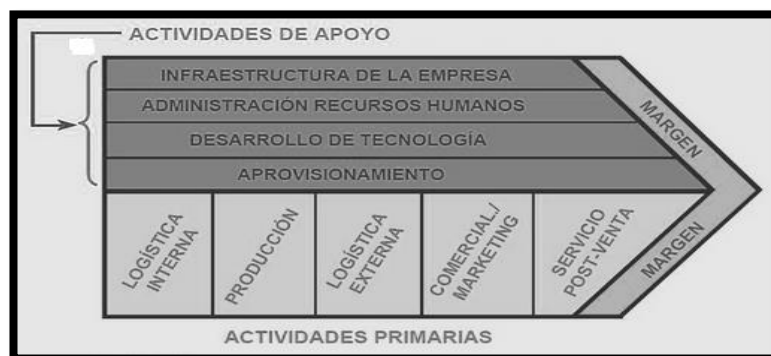 ACTIVIDADES DE APOYO
INFRAESTRUCTURA DE LA EMPRESA
ADMINISTRACIÓN RECURSOS HUMANOS
DESARROLLO DE TECNOLOGÍA
APROVISIONAMIENTO
MARGEN
LOGÍSTICA
INTERNA
PRODUCCIÓN
LOGÍSTICA
EXTERNA
COMERCIAL./
MARKETING
SERVICIO
POST-VENTA
MARGEN
ACTIVIDADES PRIMARIAS